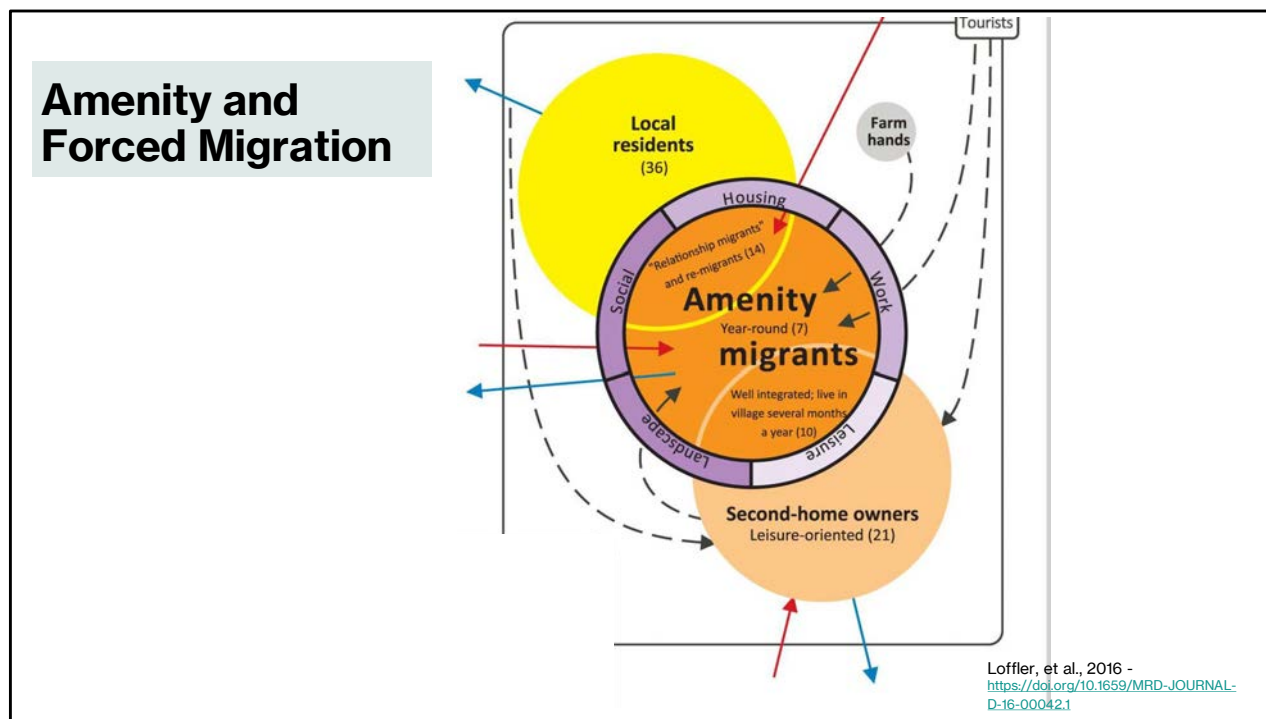 Amenity and
Forced Migration
Tourists
Local
residents
(36)
Farm
hands
Housing
Social
Work
"Relationship migrants"
and re-migrants (14)
Amenity
Year-round (7)
migrants
Well integrated; live in
village several months
a year (10)
Landscape
Leisure
Second-home owners
Leisure-oriented (21)
Loffler, et al., 2016 -
https://doi.org/10.1659/MRD-JOURNAL-
D-16-00042.1